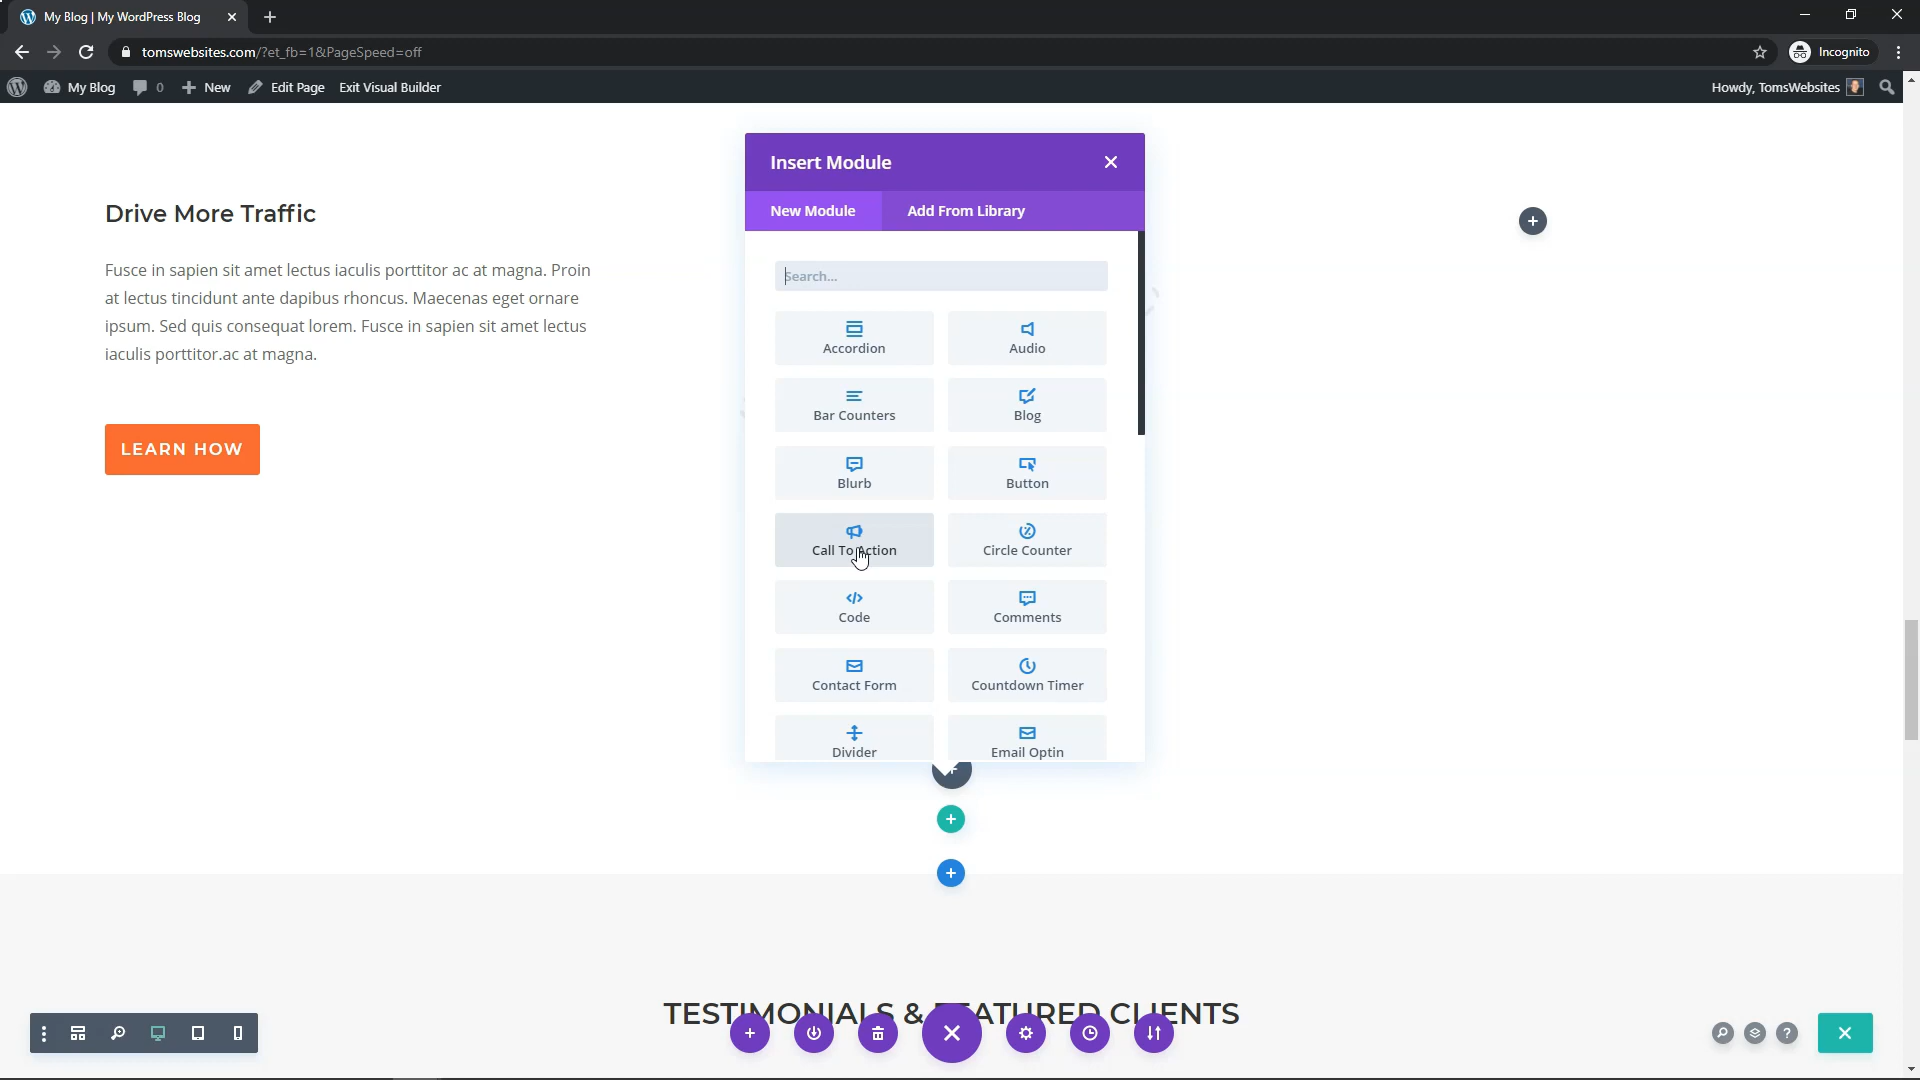 My Blog | My WordPress Blog
tomswebsites.com/?et_fb=1&PageSpeed=off
Incognito
My Blog
0
New
Edit Page
Exit Visual Builder
Howdy, TomsWebsites
Insert Module
New Module
Add From Library
Search...
Accordion
Audio
Bar Counters
Blog
Blurb
Button
Call To Action
Circle Counter
Code
Comments
Contact Form
Countdown Timer
Divider
Email Optin
Drive More Traffic
Fusce in sapien sit amet lectus iaculis porttitor ac at magna. Proin
at lectus tincidunt ante dapibus rhoncus. Maecenas eget ornare
ipsum. Sed quis consequat lorem. Fusce in sapien sit amet lectus
iaculis porttitor.ac at magna.
LEARN HOW
TESTIMONIALS & FEATURED CLIENTS